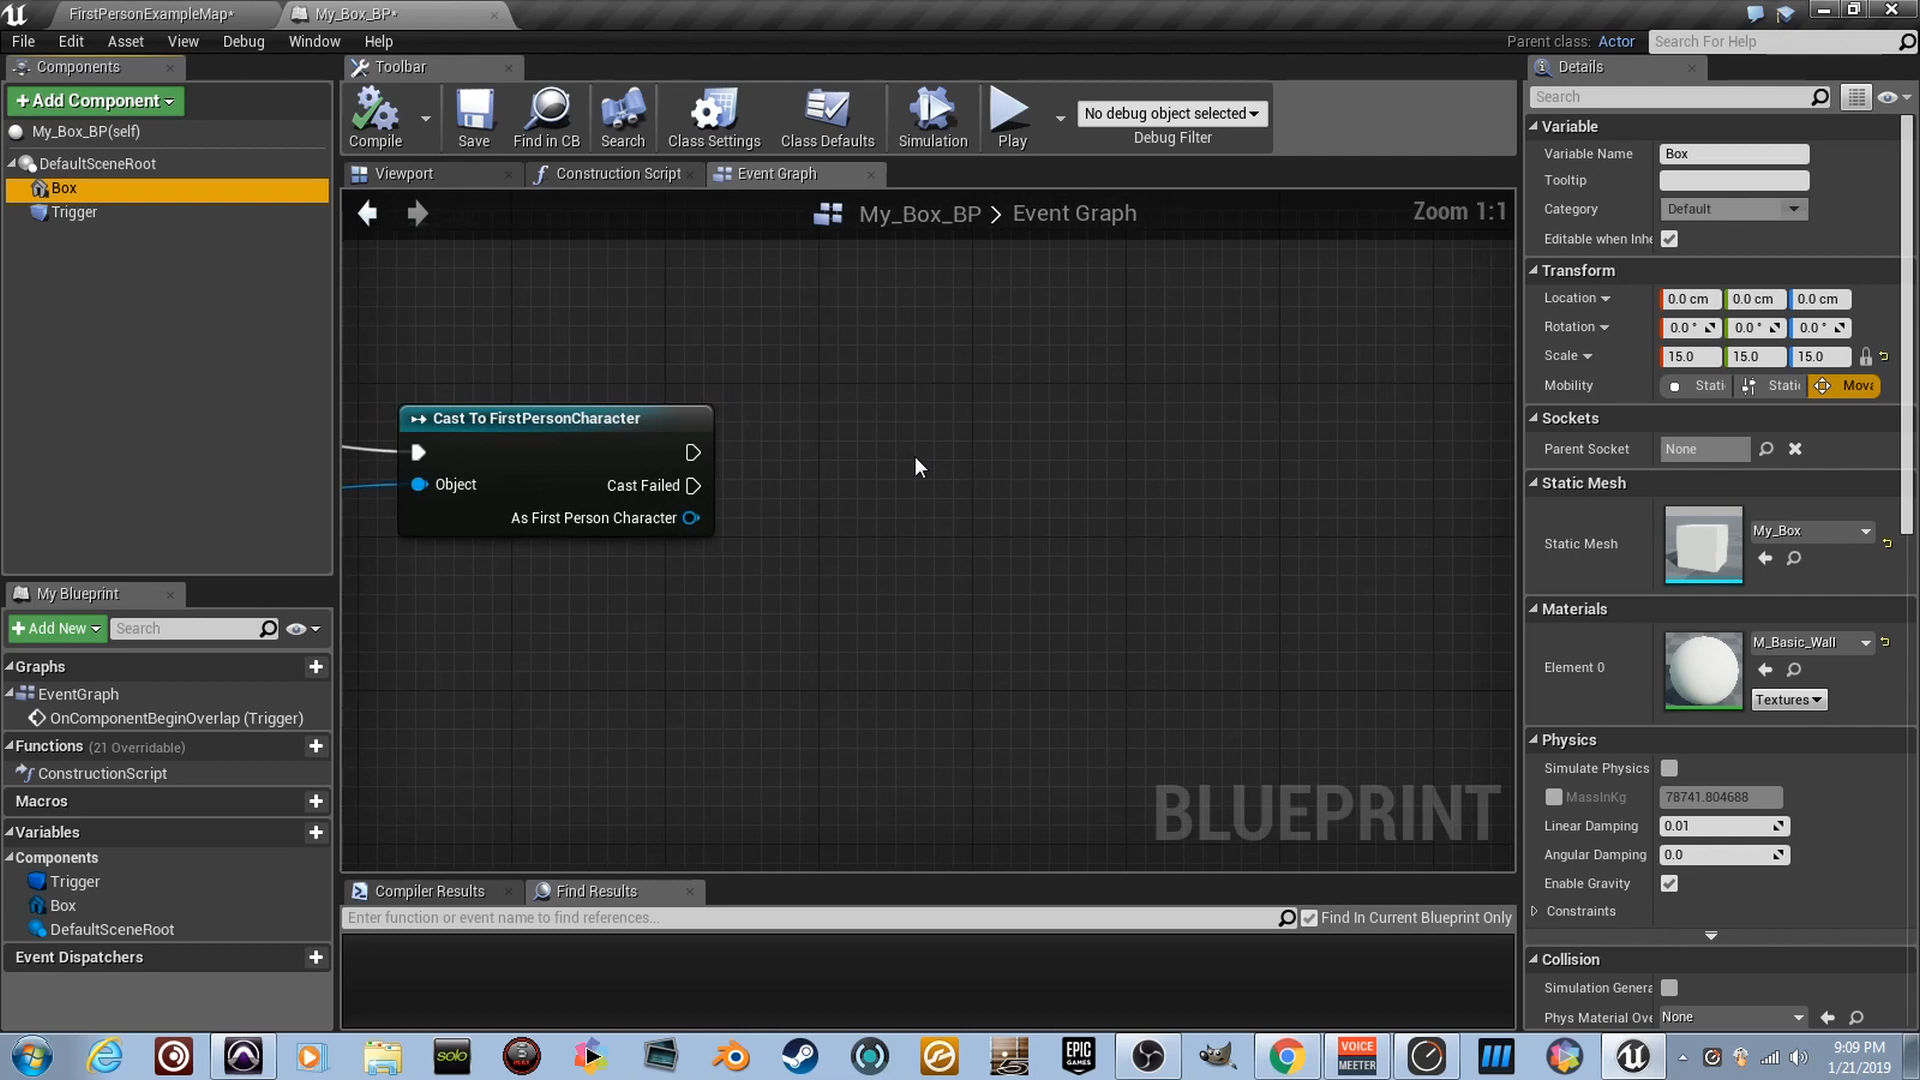 FirstPersonExampleMap*
My_Box_BP*
File Edit Asset View Debug Window Help
Parent class: Actor
Search For Help
Components
Toolbar
Details
+Add Component
My_Box_BP(self)
DefaultSceneRoot
Box
Trigger
Compile
Save
Find in CB
Search
Class Settings
Class Defaults
Simulation
Play
No debug object selected
Debug Filter
Viewport
Construction Script
Event Graph
My_Box_BP > Event Graph
Zoom 1:1
Cast To FirstPersonCharacter
Object
Cast Failed
As First Person Character
BLUEPRINT
My Blueprint
+Add New
Search
Graphs
EventGraph
OnComponentBeginOverlap (Trigger)
Functions (21 Overridable)
ConstructionScript
Macros
Variables
Components
Trigger
Box
DefaultSceneRoot
Event Dispatchers
Compiler Results
Find Results
Enter function or event name to find references...
Find In Current Blueprint Only
Search
Variable
Variable Name Box
Tooltip
Category Default
Editable when Inhe
Transform
Location 0.0 cm 0.0 cm 0.0 cm
Rotation 0.0 ° 0.0 ° 0.0 °
Scale 15.0 15.0 15.0
Mobility Stati Stati Mova
Sockets
Parent Socket None
Static Mesh
Static Mesh
My_Box
Materials
M_Basic_Wall
Element 0
Textures
Physics
Simulate Physics
MassInKg 78741.804688
Linear Damping 0.01
Angular Damping 0.0
Enable Gravity
Constraints
Collision
Simulation Genera
Phys Material Ove None
solo
EPIC GAMES
VOICE MEETER
9:09 PM
1/21/2019